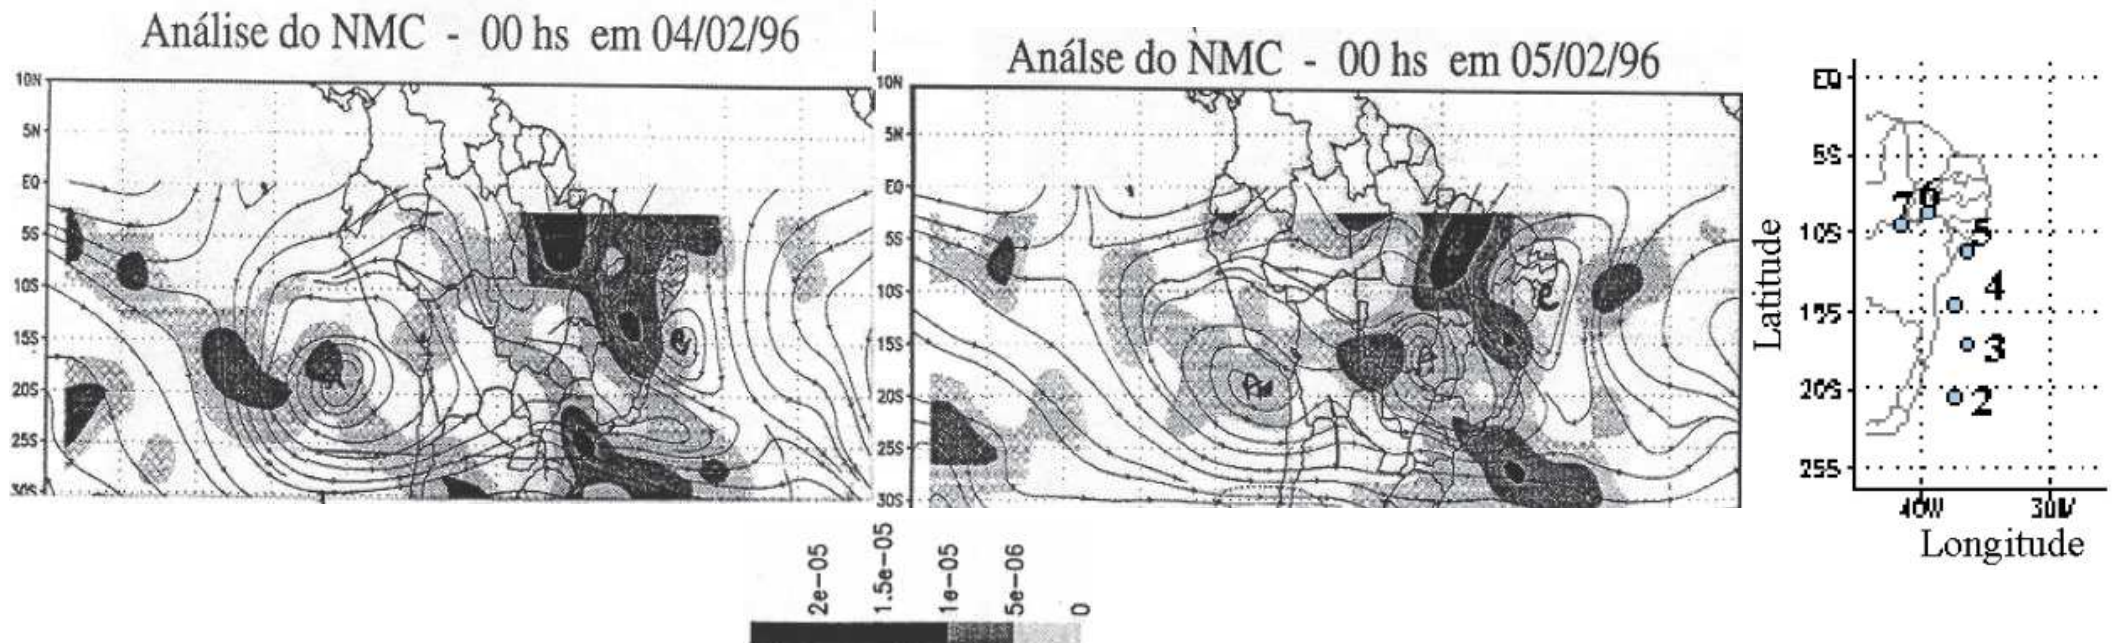 Análise do NMC - 00 hs em 04/02/96
10N
5N
EQ
5S
10S
15S
20S
25S
30S
Análse do NMC - 00 hs em 05/02/96
10N
5N
EQ
5S
10S
15S
20S
25S
30S
2e-05
1.5e-05
1e-05
5e-06
0
Latitude
EQ
5S
10S
15S
20S
25S
7
6
5
4
3
2
40W
30W
Longitude